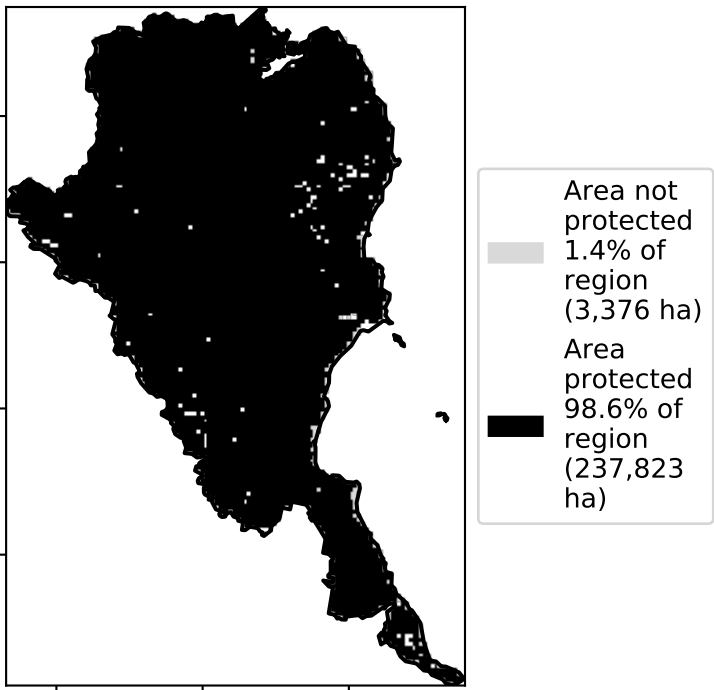 Area not
protected
1.4% of
region
(3,376 ha)
Area
protected
98.6% of
region
(237,823
ha)